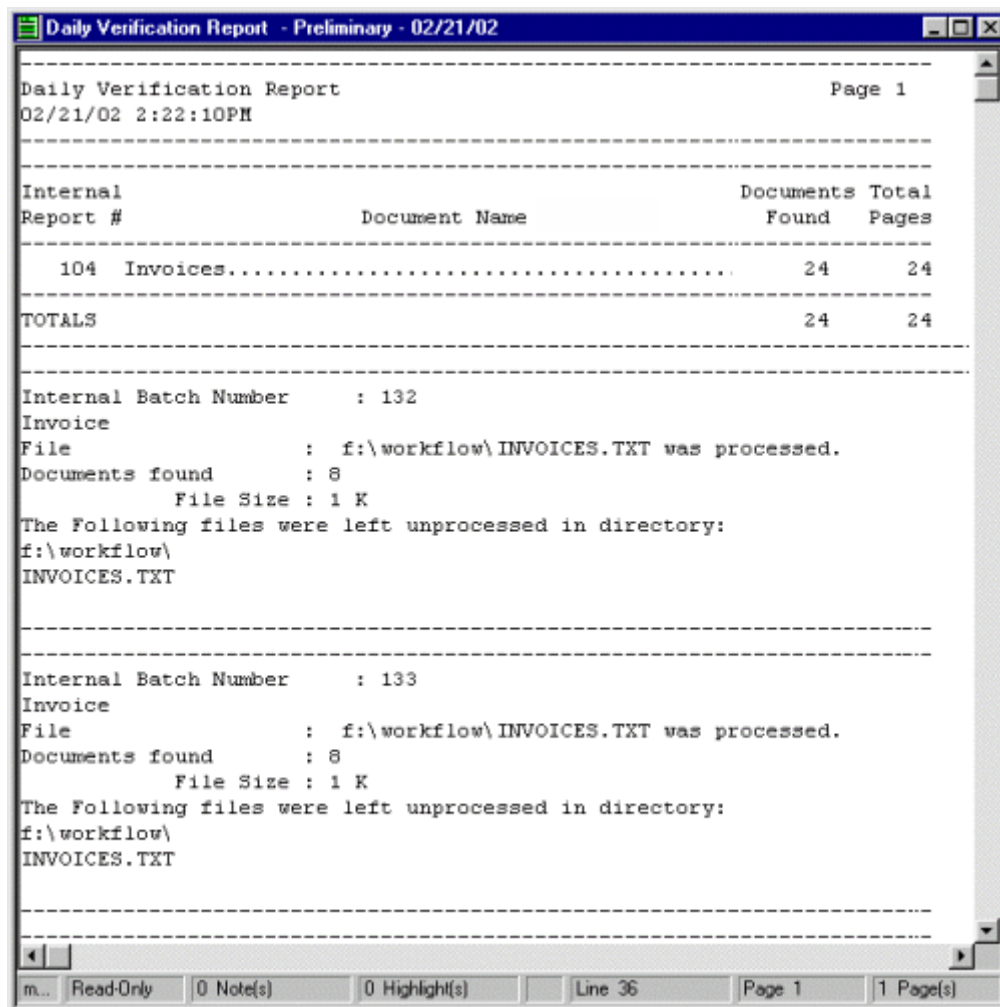 Daily Verification Report - Preliminary - 02/21/02
Daily Verification Report Page 1
02/21/02 2:22:10PM
Internal Documents Total
Report # Document Name Found Pages
104 Invoices....................................... 24 24
TOTALS 24 24
Internal Batch Number : 132
Invoice
File : f:\workflow\INVOICES.TXT was processed.
Documents found : 8
File Size : 1 K
The Following files were left unprocessed in directory:
f:\workflow\
INVOICES.TXT
Internal Batch Number : 133
Invoice
File : f:\workflow\INVOICES.TXT was processed.
Documents found : 8
File Size : 1 K
The Following files were left unprocessed in directory:
f:\workflow\
INVOICES.TXT
m... Read-Only 0 Note(s) 0 Highlight(s) Line 36 Page 1 1 Page(s)